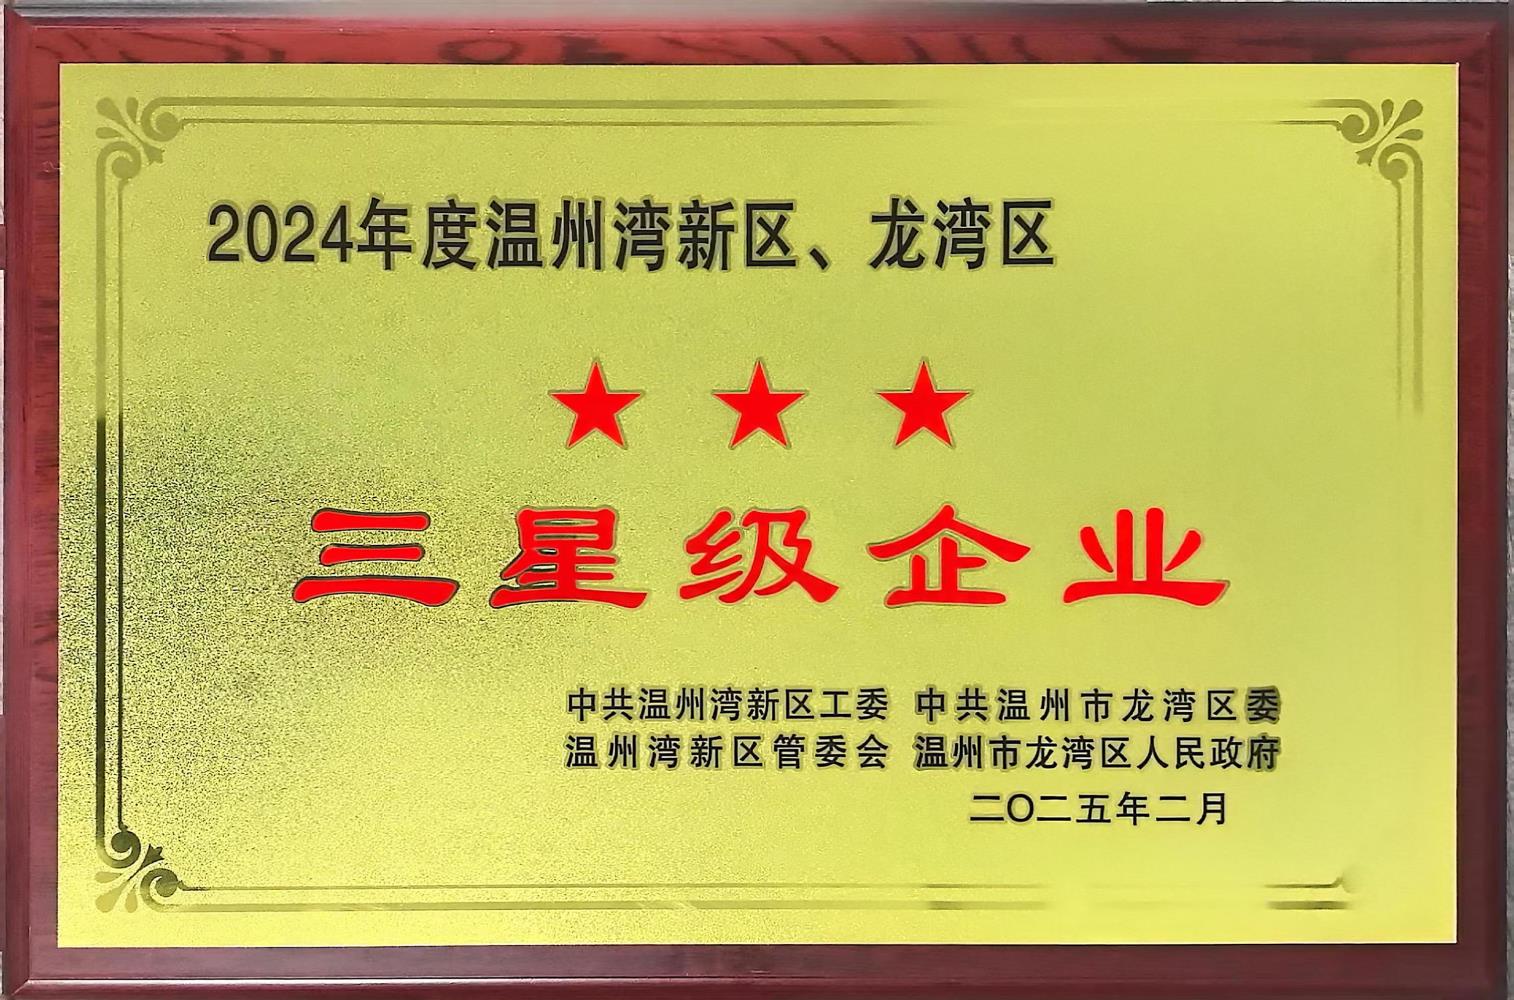 2024年度温州湾新区、龙湾区
★ ★ ★
三星级企业
中共温州湾新区工委 中共温州市龙湾区委
温州湾新区管委会 温州市龙湾区人民政府
二〇二五年二月